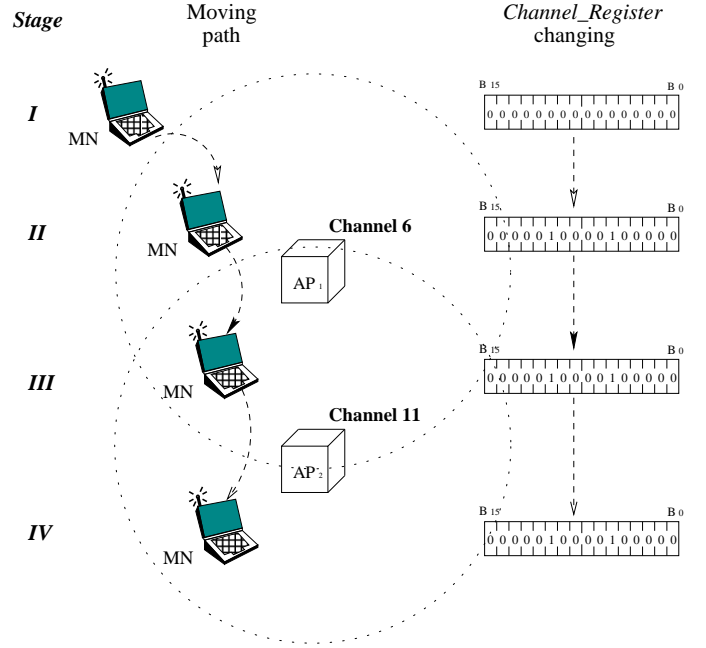 Stage
Moving
path
Channel_Register
changing
I
MN
B 15
B 0
0 0 0 0 0 0 0 0 0 0 0 0 0 0 0 0
II
MN
Channel 6
AP 1
B 15
B 0
0 0 0 0 0 1 0 0 0 0 1 0 0 0 0 0
III
MN
B 15
B 0
0 0 0 0 0 1 0 0 0 0 1 0 0 0 0 0
Channel 11
AP 2
IV
MN
B 15
B 0
0 0 0 0 0 1 0 0 0 0 1 0 0 0 0 0